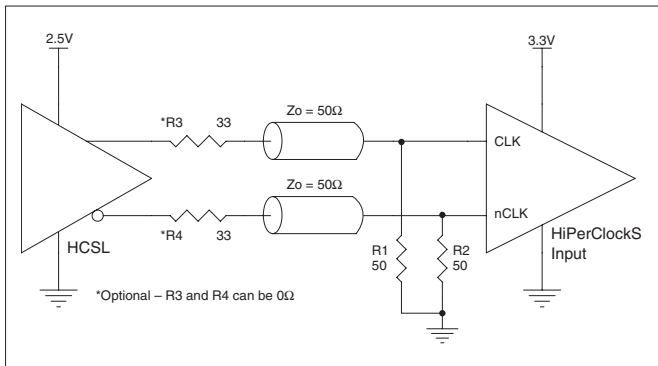 2.5V
3.3V
*R3 33
Zo = 50Ω
CLK
Zo = 50Ω
*R4 33
nCLK
HCSL
HiPerClockS
Input
R1
50
R2
50
*Optional – R3 and R4 can be 0Ω